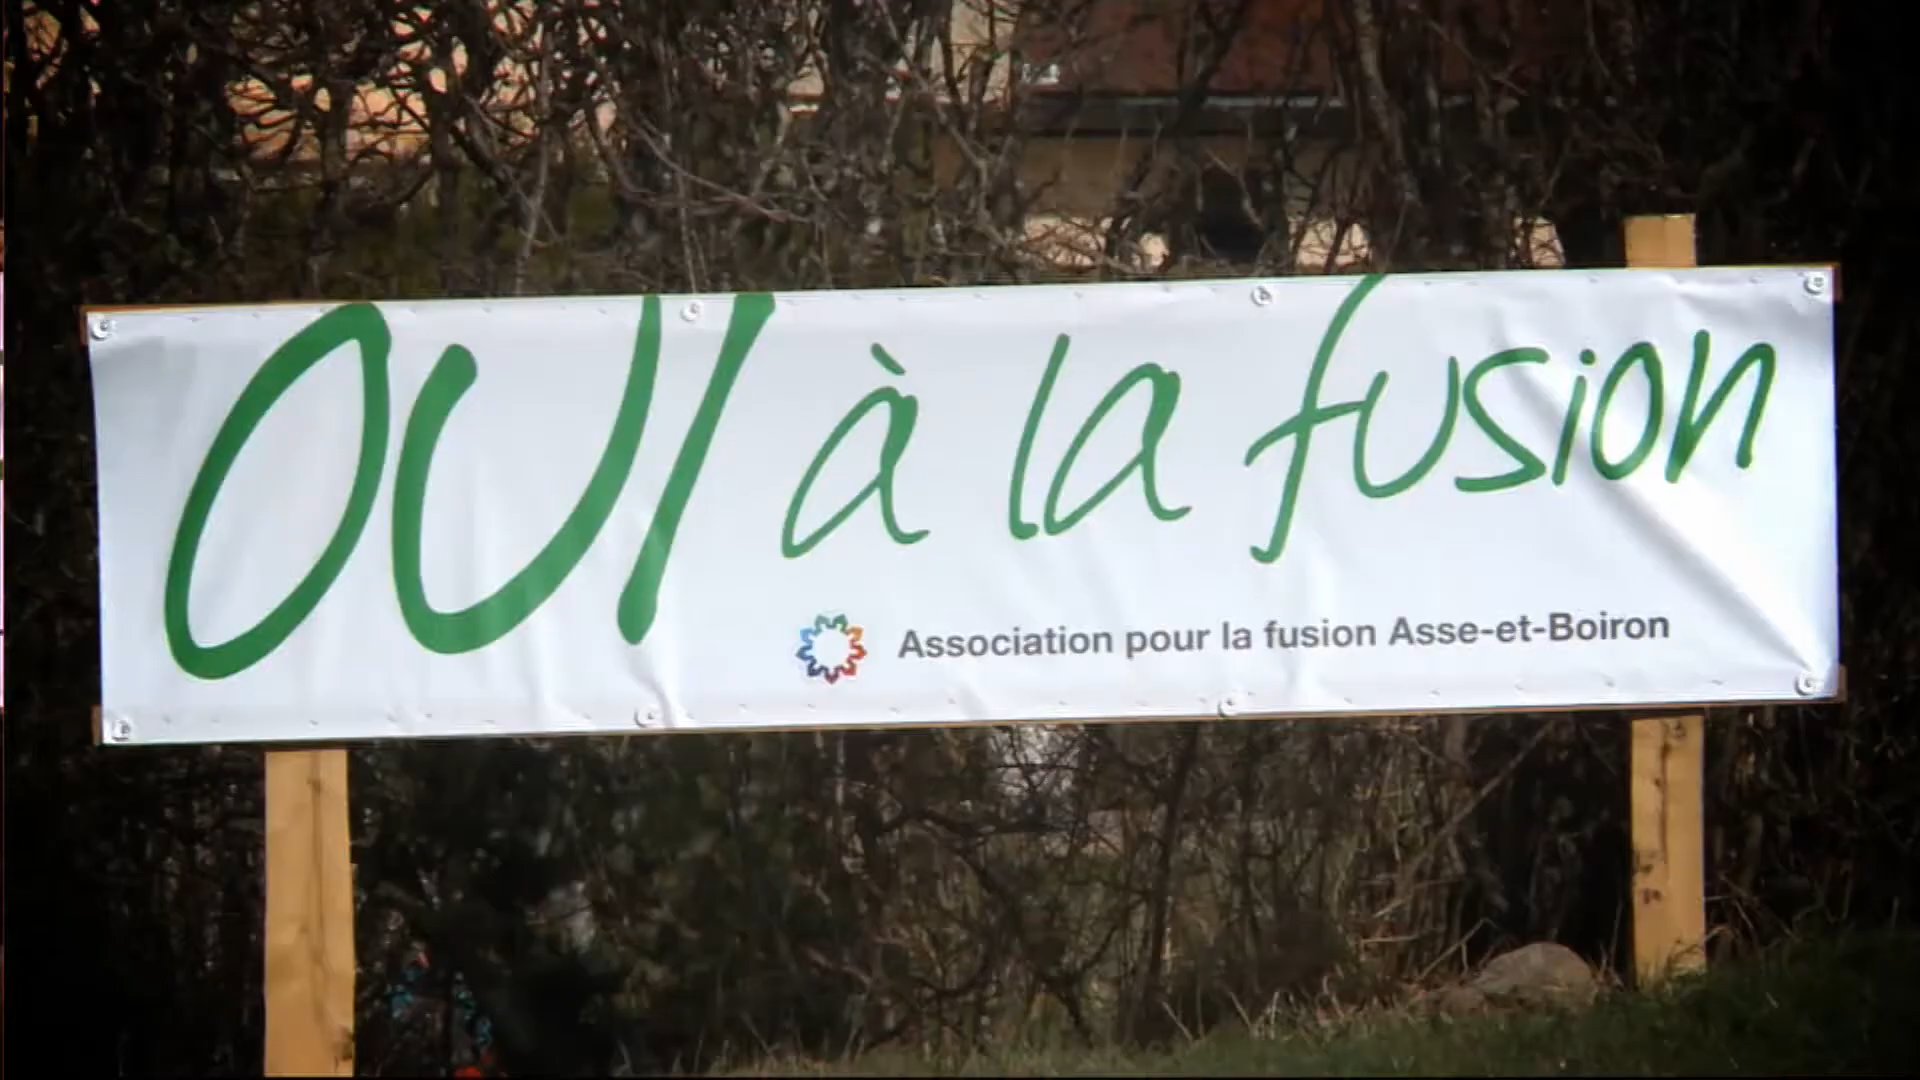 OUI à la fusion
Association pour la fusion Asse-et-Boiron